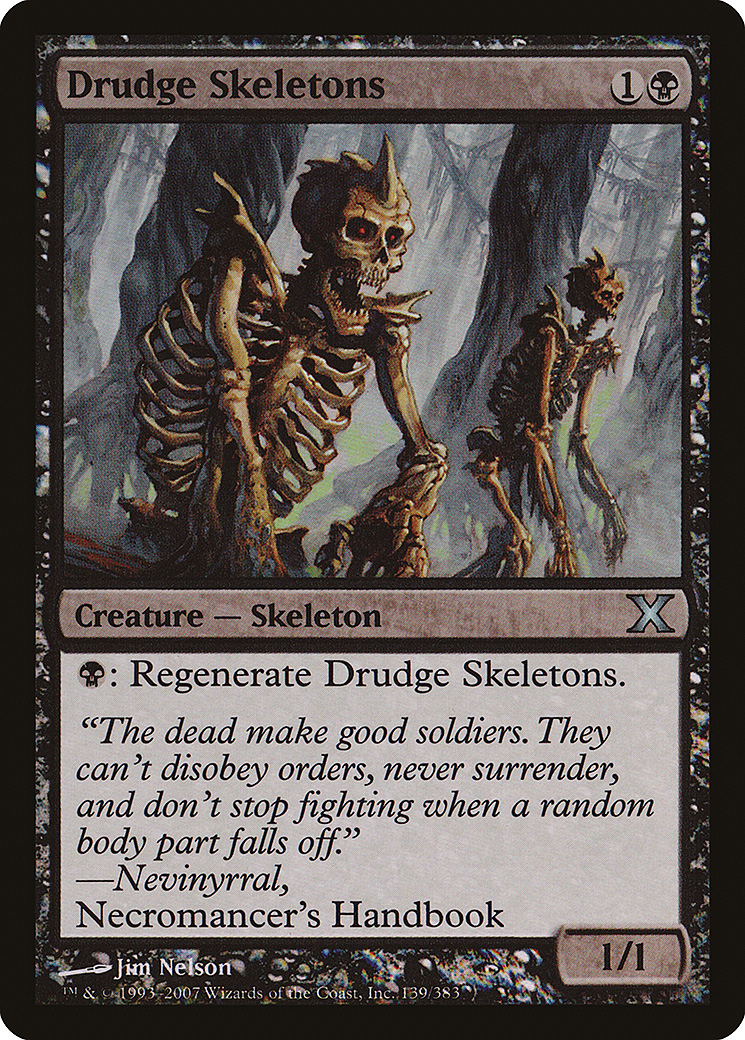 Drudge Skeletons 1
Creature — Skeleton X
: Regenerate Drudge Skeletons.
“The dead make good soldiers. They
can’t disobey orders, never surrender,
and don’t stop fighting when a random
body part falls off.”
—Nevinyrral,
Necromancer’s Handbook
1/1
Jim Nelson
™ & © 1993–2007 Wizards of the Coast, Inc. 139/383